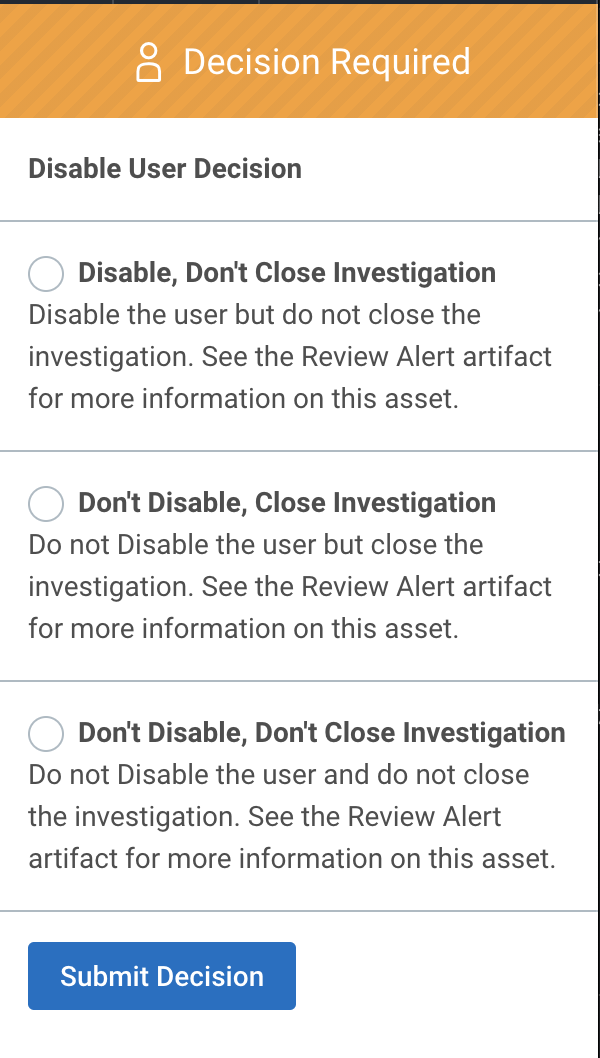 Decision Required
Disable User Decision
Disable, Don't Close Investigation
Disable the user but do not close the
investigation. See the Review Alert artifact
for more information on this asset.
Don't Disable, Close Investigation
Do not Disable the user but close the
investigation. See the Review Alert artifact
for more information on this asset.
Don't Disable, Don't Close Investigation
Do not Disable the user and do not close
the investigation. See the Review Alert
artifact for more information on this asset.
Submit Decision